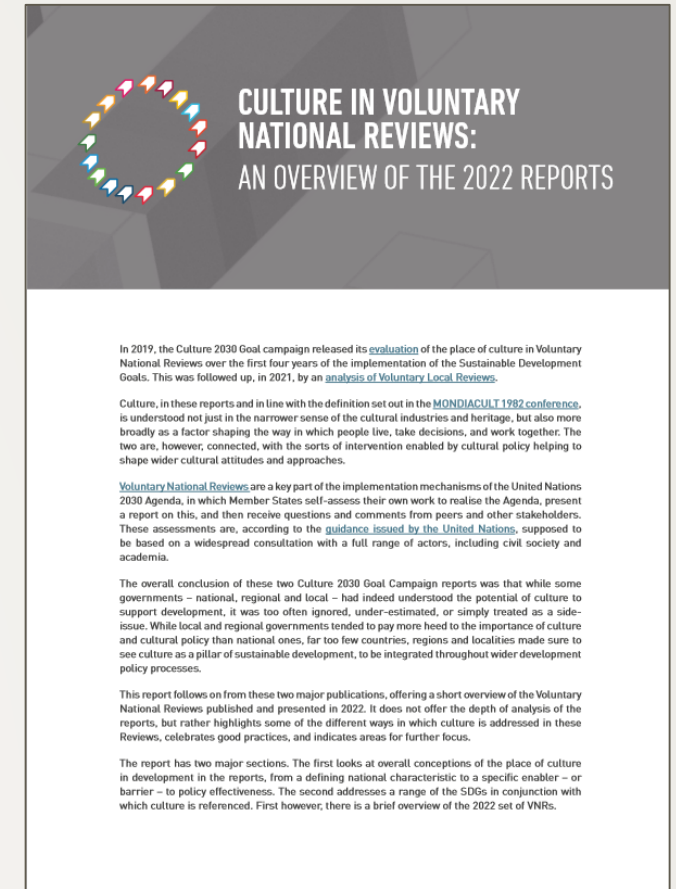 CULTURE IN VOLUNTARY
NATIONAL REVIEWS:
AN OVERVIEW OF THE 2022 REPORTS
In 2019, the Culture 2030 Goal campaign released its evaluation of the place of culture in Voluntary
National Reviews over the first four years of the implementation of the Sustainable Development
Goals. This was followed up, in 2021, by an analysis of Voluntary Local Reviews.
Culture, in these reports and in line with the definition set out in the MONDIACULT 1982 conference,
is understood not just in the narrower sense of the cultural industries and heritage, but also more
broadly as a factor shaping the way in which people live, take decisions, and work together. The
two are, however, connected, with the sorts of intervention enabled by cultural policy helping to
shape wider cultural attitudes and approaches.
Voluntary National Reviews are a key part of the implementation mechanisms of the United Nations
2030 Agenda, in which Member States self-assess their own work to realise the Agenda, present
a report on this, and then receive questions and comments from peers and other stakeholders.
These assessments are, according to the guidance issued by the United Nations, supposed to
be based on a widespread consultation with a full range of actors, including civil society and
academia.
The overall conclusion of these two Culture 2030 Goal Campaign reports was that while some
governments – national, regional and local – had indeed understood the potential of culture to
support development, it was too often ignored, under-estimated, or simply treated as a side-
issue. While local and regional governments tended to pay more heed to the importance of culture
and cultural policy than national ones, far too few countries, regions and localities made sure to
see culture as a pillar of sustainable development, to be integrated throughout wider development
policy processes.
This report follows on from these two major publications, offering a short overview of the Voluntary
National Reviews published and presented in 2022. It does not offer the depth of analysis of the
reports, but rather highlights some of the different ways in which culture is addressed in these
Reviews, celebrates good practices, and indicates areas for further focus.
The report has two major sections. The first looks at overall conceptions of the place of culture
in development in the reports, from a defining national characteristic to a specific enabler – or
barrier – to policy effectiveness. The second addresses a range of the SDGs in conjunction with
which culture is referenced. First however, there is a brief overview of the 2022 set of VNRs.